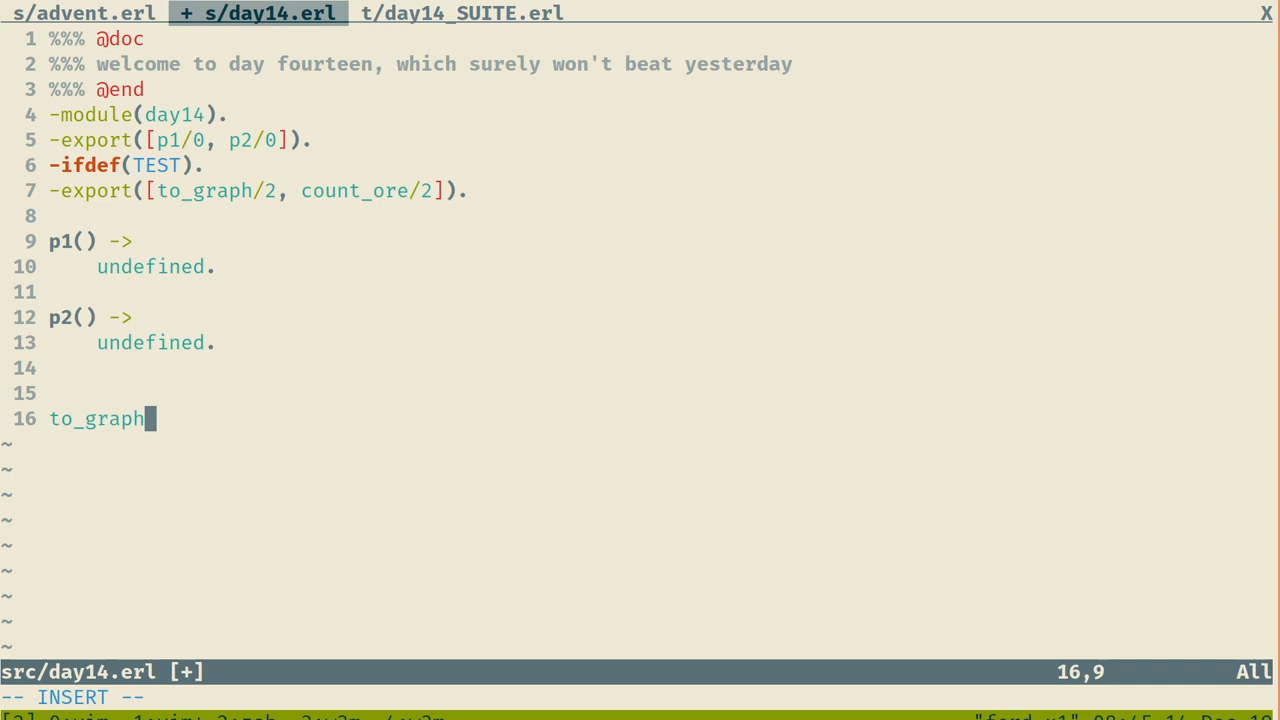 s/advent.erl + s/day14.erl t/day14_SUITE.erl X
1 %%% @doc
2 %%% welcome to day fourteen, which surely won't beat yesterday
3 %%% @end
4 -module(day14).
5 -export([p1/0, p2/0]).
6 -ifdef(TEST).
7 -export([to_graph/2, count_ore/2]).
8
9 p1() ->
10     undefined.
11
12 p2() ->
13     undefined.
14
15
16 to_graph
~
~
~
~
~
~
~
~
~
src/day14.erl [+] 16,9 All
-- INSERT --